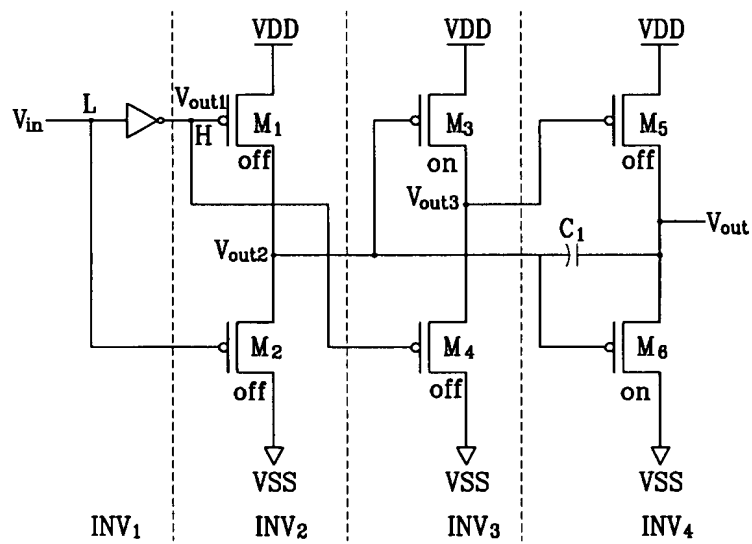 VDD
VDD
VDD
L
Vout1
Vin
H
M1
M3
M5
off
on
off
Vout3
C1
Vout
Vout2
M2
M4
M6
off
off
on
VSS
VSS
VSS
INV1
INV2
INV3
INV4